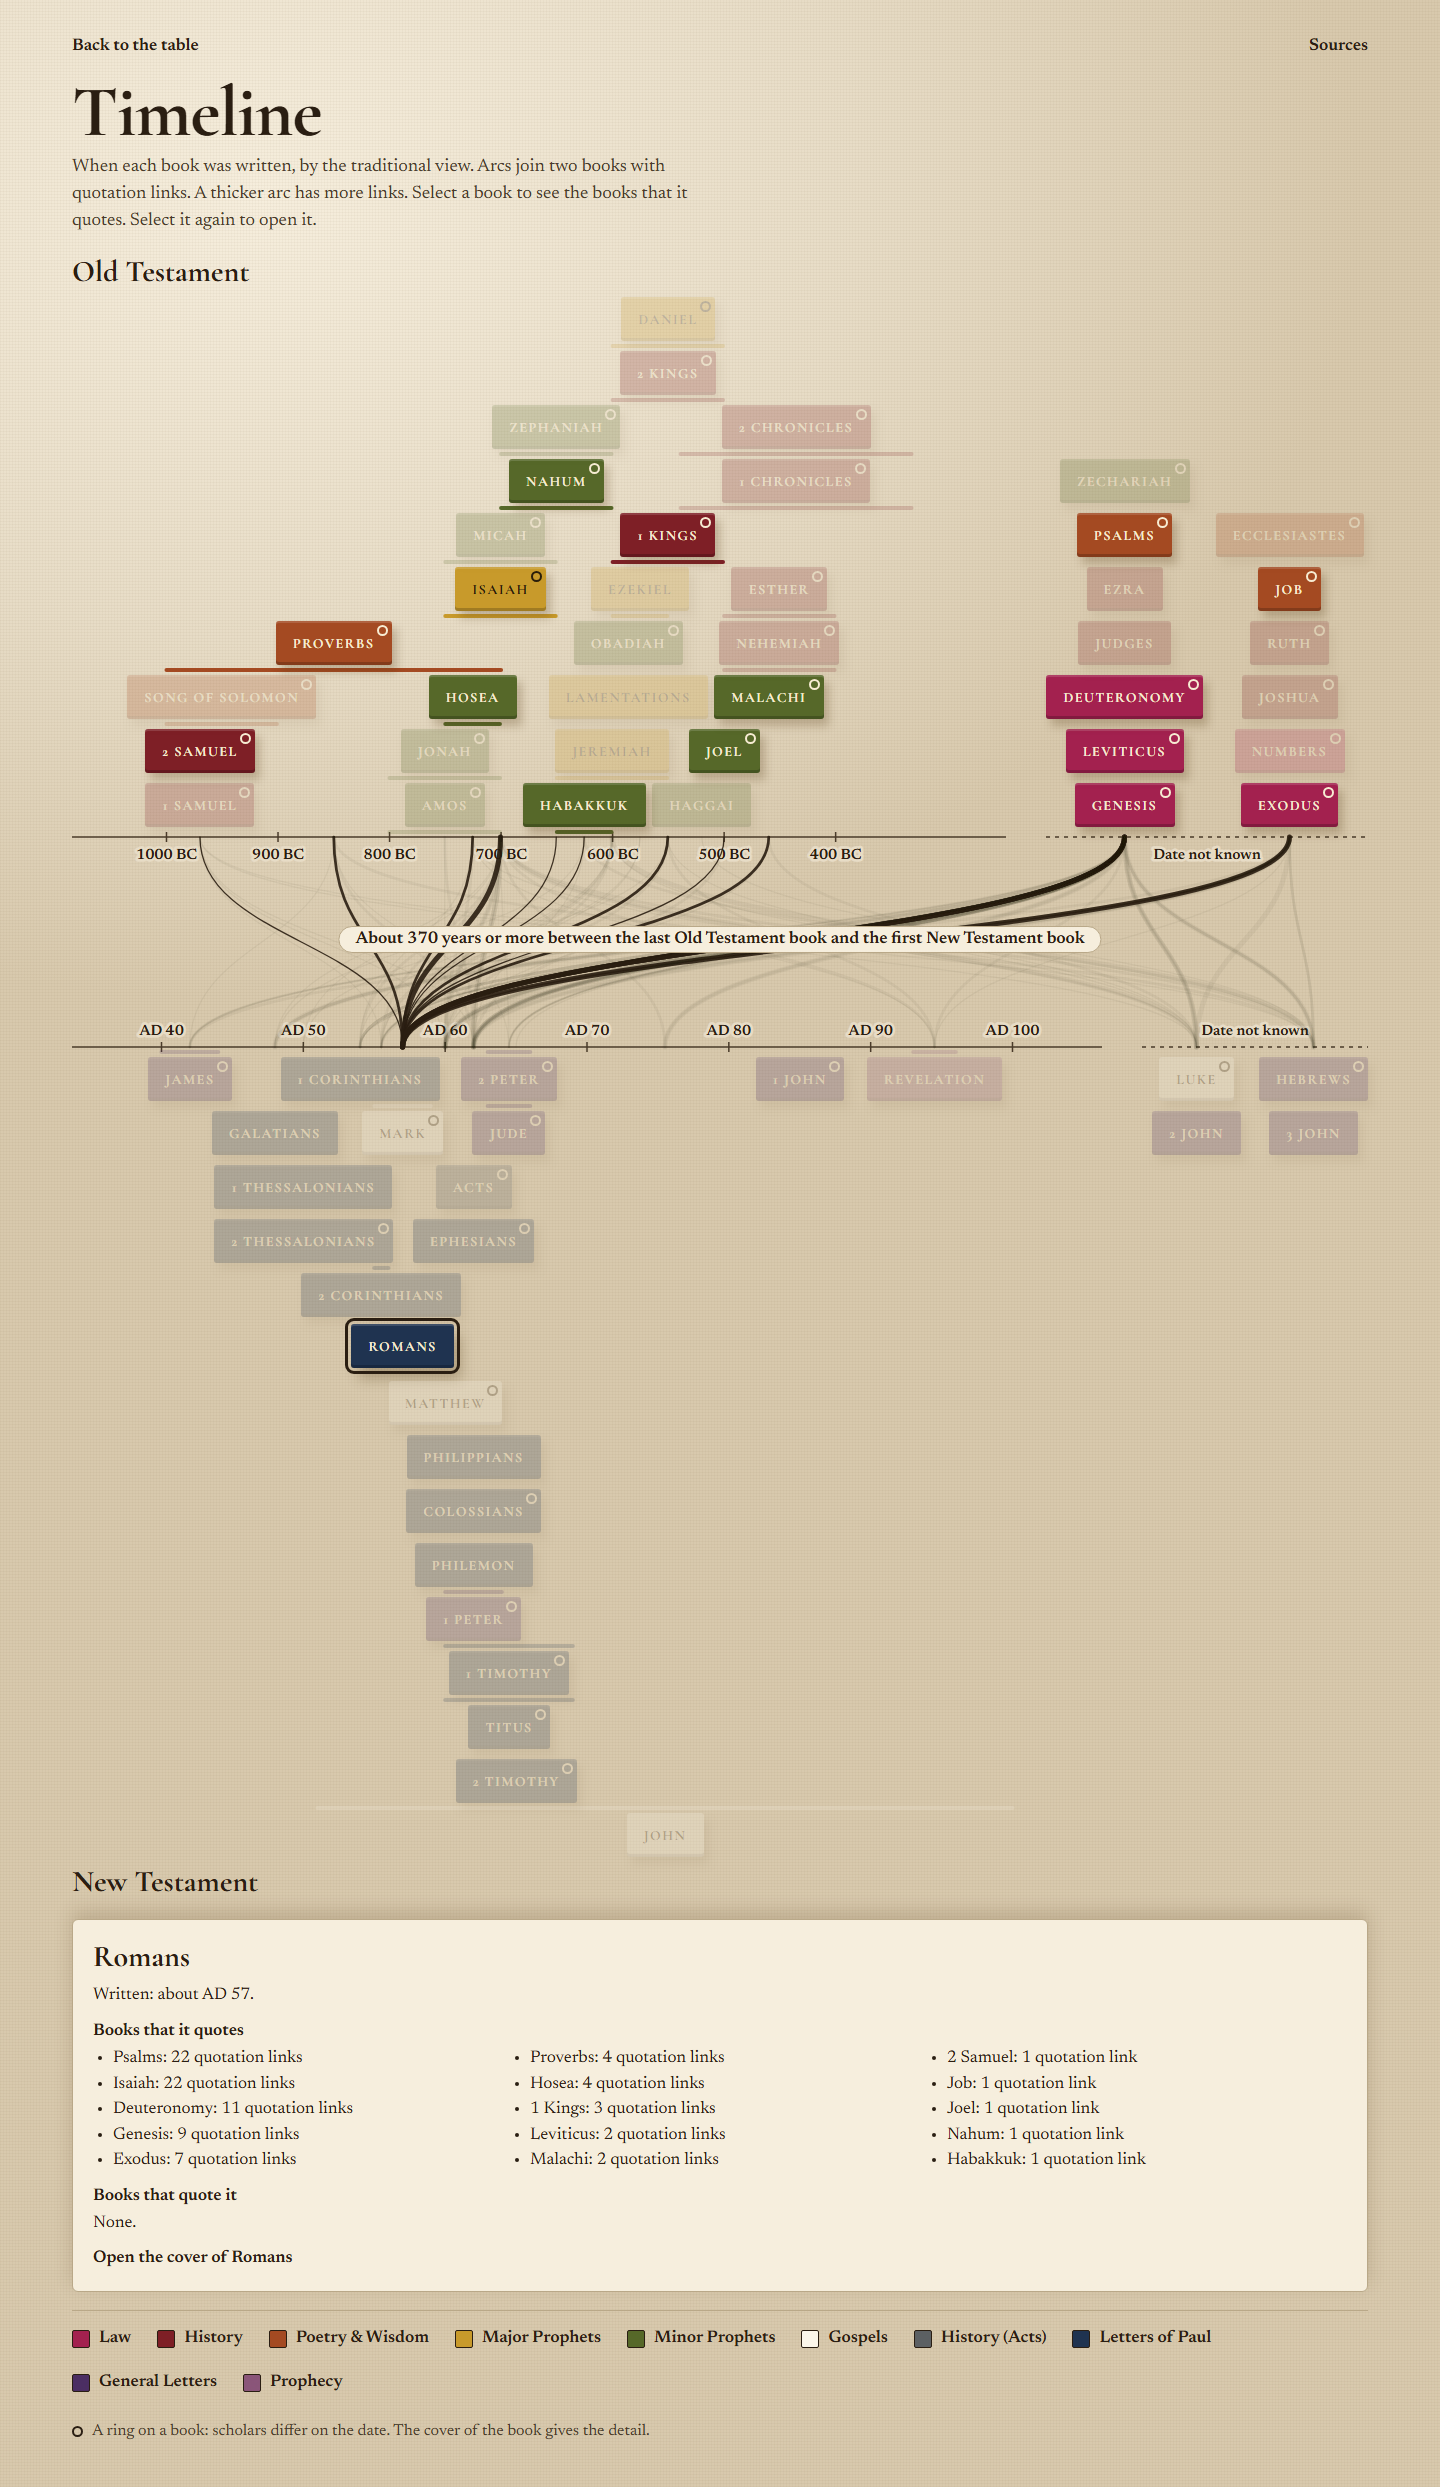 Back to the table
Sources
Timeline
When each book was written, by the traditional view. Arcs join two books with
quotation links. A thicker arc has more links. Select a book to see the books that it
quotes. Select it again to open it.
Old Testament
DANIEL
2 KINGS
ZEPHANIAH
2 CHRONICLES
NAHUM
1 CHRONICLES
ZECHARIAH
MICAH
1 KINGS
PSALMS
ECCLESIASTES
ISAIAH
EZEKIEL
ESTHER
EZRA
JOB
PROVERBS
OBADIAH
NEHEMIAH
JUDGES
RUTH
SONG OF SOLOMON
HOSEA
LAMENTATIONS
MALACHI
DEUTERONOMY
JOSHUA
2 SAMUEL
JONAH
JEREMIAH
JOEL
LEVITICUS
NUMBERS
1 SAMUEL
AMOS
HABAKKUK
HAGGAI
GENESIS
EXODUS
1000 BC
900 BC
800 BC
700 BC
600 BC
500 BC
400 BC
Date not known
About 370 years or more between the last Old Testament book and the first New Testament book
AD 40
AD 50
AD 60
AD 70
AD 80
AD 90
AD 100
Date not known
JAMES
1 CORINTHIANS
2 PETER
1 JOHN
REVELATION
LUKE
HEBREWS
GALATIANS
MARK
JUDE
2 JOHN
3 JOHN
1 THESSALONIANS
ACTS
2 THESSALONIANS
EPHESIANS
2 CORINTHIANS
ROMANS
MATTHEW
PHILIPPIANS
COLOSSIANS
PHILEMON
1 PETER
1 TIMOTHY
TITUS
2 TIMOTHY
JOHN
New Testament
Romans
Written: about AD 57.
Books that it quotes
• Psalms: 22 quotation links
• Isaiah: 22 quotation links
• Deuteronomy: 11 quotation links
• Genesis: 9 quotation links
• Exodus: 7 quotation links
• Proverbs: 4 quotation links
• Hosea: 4 quotation links
• 1 Kings: 3 quotation links
• Leviticus: 2 quotation links
• Malachi: 2 quotation links
• 2 Samuel: 1 quotation link
• Job: 1 quotation link
• Joel: 1 quotation link
• Nahum: 1 quotation link
• Habakkuk: 1 quotation link
Books that quote it
None.
Open the cover of Romans
Law
History
Poetry & Wisdom
Major Prophets
Minor Prophets
Gospels
History (Acts)
Letters of Paul
General Letters
Prophecy
A ring on a book: scholars differ on the date. The cover of the book gives the detail.